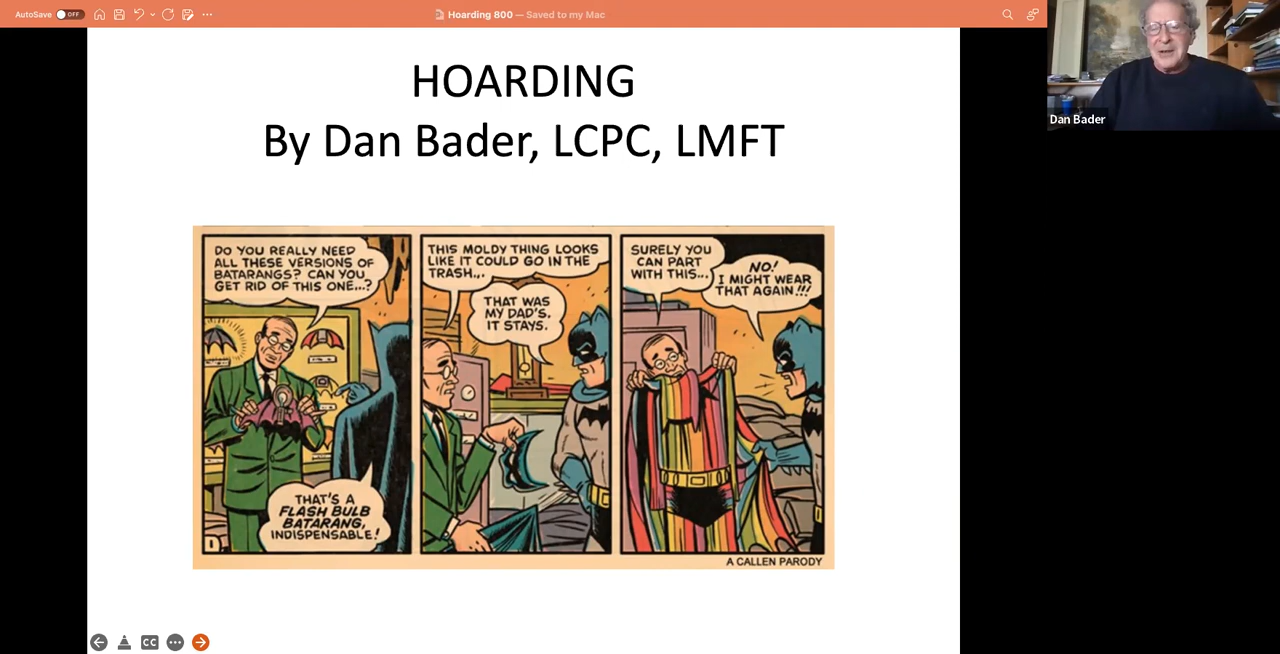 AutoSave OFF
Hoarding 800 — Saved to my Mac
HOARDING
By Dan Bader, LCPC, LMFT
DO YOU REALLY NEED
ALL THESE VERSIONS OF
BATARANGS? CAN YOU
GET RID OF THIS ONE...?
THAT'S A
FLASH BULB
BATARANG,
INDISPENSABLE!
1
THIS MOLDY THING LOOKS
LIKE IT COULD GO IN THE
TRASH...
THAT WAS
MY DAD'S.
IT STAYS.
SURELY YOU
CAN PART
WITH THIS...
NO!
I MIGHT WEAR
THAT AGAIN!!!
A CALLEN PARODY
Dan Bader
CC